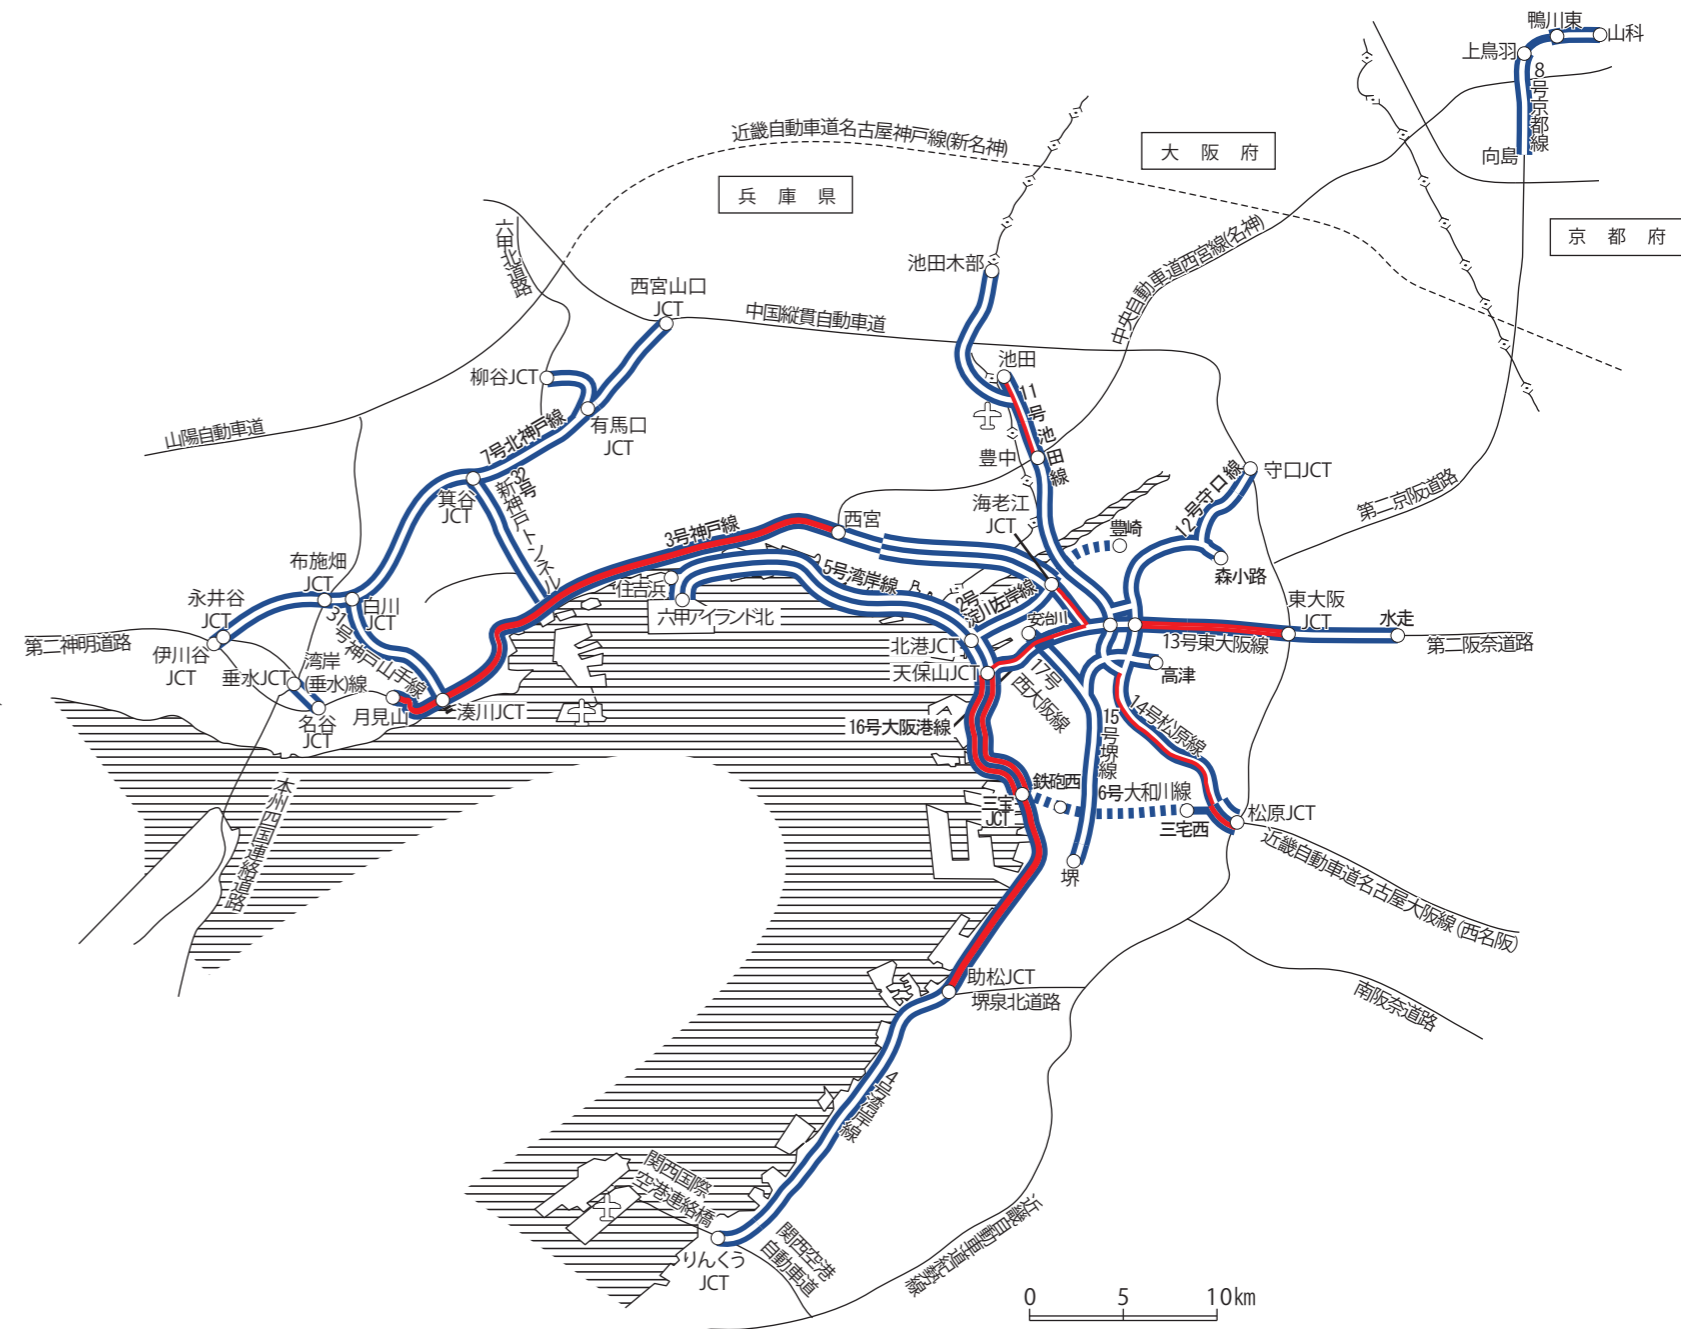 鴨川東
山科
上鳥羽
8号京都線
向島
近畿自動車道名古屋神戸線(新名神)
大阪府
兵庫県
京都府
六甲北道路
池田木部
中央自動車道西宮線(名神)
西宮山口
JCT
中国縦貫自動車道
池田
柳谷JCT
11号池田線
有馬口
JCT
山陽自動車道
7号北神戸線
豊中
守口JCT
12号守口線
第二京阪道路
箕谷
JCT
32号
新神戸トンネル
海老江
JCT
西宮
3号神戸線
豊崎
森小路
布施畑
JCT
永井谷
JCT
白川
JCT
住吉浜
六甲アイランド北
5号湾岸線
2号
淀川左岸線
安治川
東大阪
JCT
水走
第二神明道路
伊川谷
JCT
31号神戸山手線
北港JCT
13号東大阪線
第二阪奈道路
垂水JCT
湾岸
(垂水)線
天保山JCT
17号
西大阪線
高津
名谷
JCT
月見山
湊川JCT
16号大阪港線
15号堺線
14号松原線
本州四国連絡道路
鉄砲西
三宝
JCT
6号大和川線
三宅西
松原JCT
堺
近畿自動車道名古屋大阪線(西名阪)
助松JCT
堺泉北道路
南阪奈道路
4号湾岸線
関西国際
空港連絡橋
りんくう
JCT
関西空港
自動車道
近畿自動車道紀勢線
0 5 10km